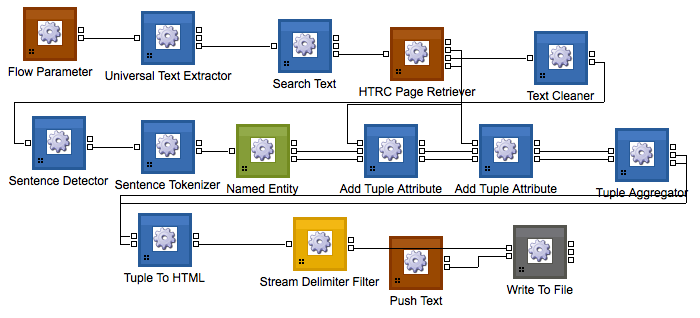 Flow Parameter
Universal Text Extractor
Search Text
HTRC Page Retriever
Text Cleaner
Sentence Detector
Sentence Tokenizer
Named Entity
Add Tuple Attribute
Add Tuple Attribute
Tuple Aggregator
Tuple To HTML
Stream Delimiter Filter
Push Text
Write To File